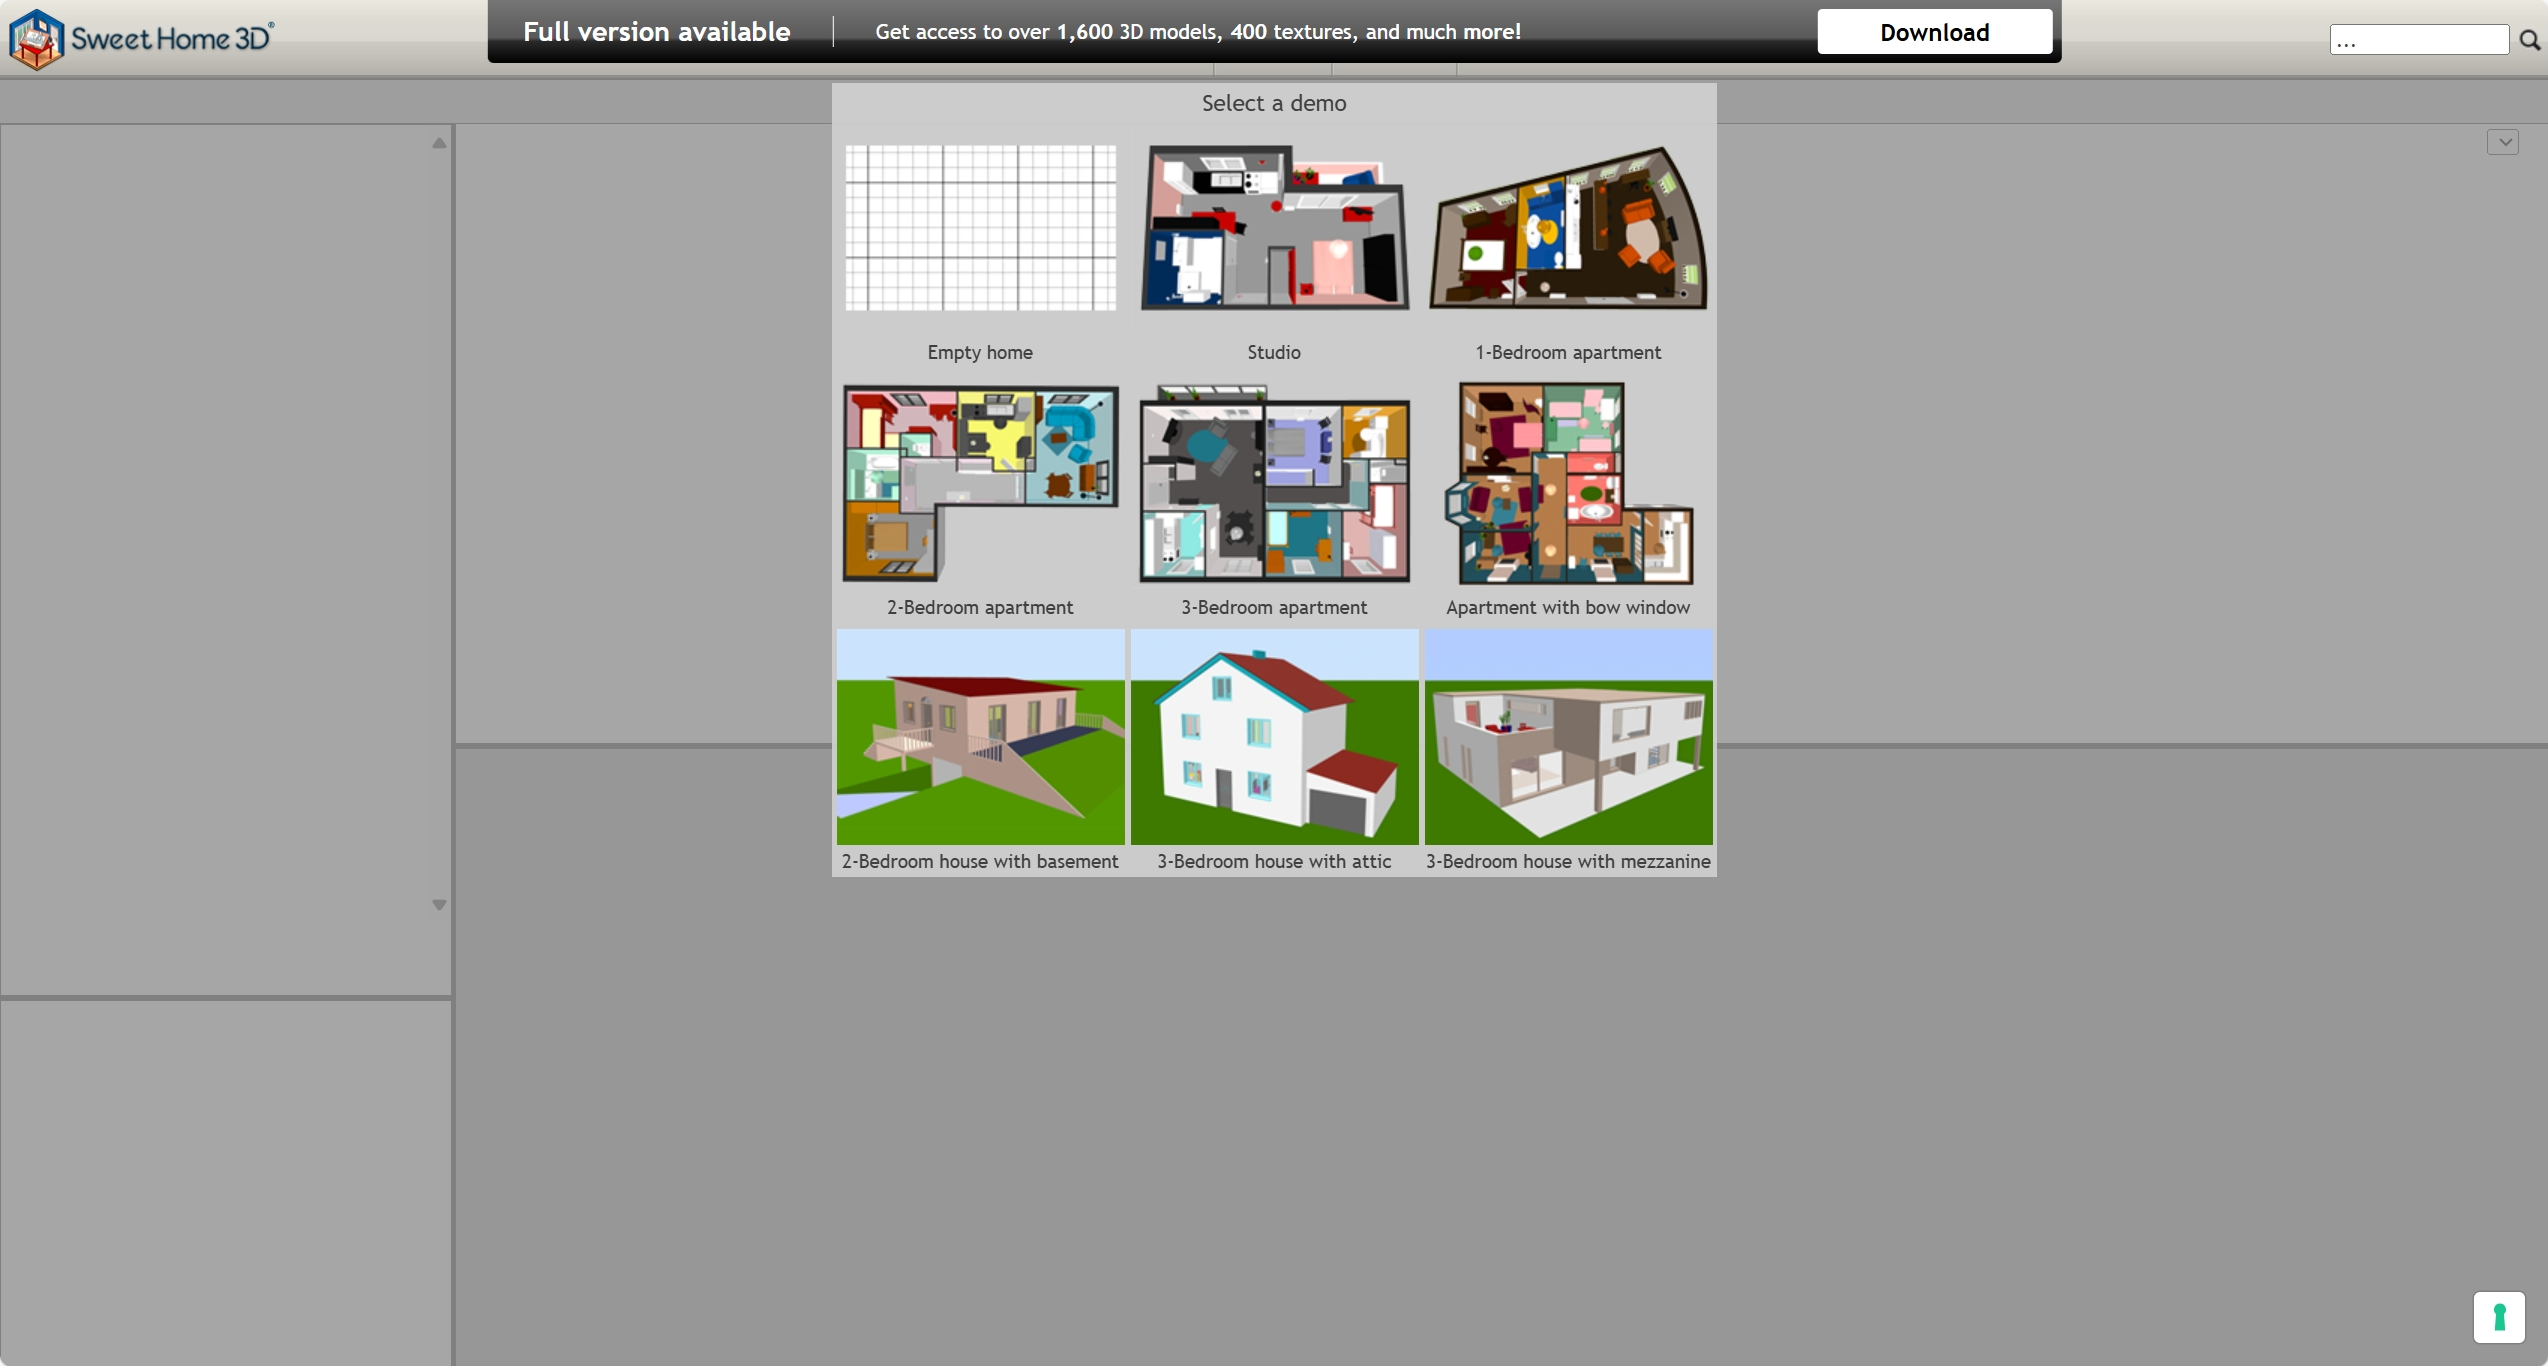 Sweet Home 3D®
Full version available
Get access to over 1,600 3D models, 400 textures, and much more!
Download
...
Select a demo
Empty home
Studio
1-Bedroom apartment
2-Bedroom apartment
3-Bedroom apartment
Apartment with bow window
2-Bedroom house with basement
3-Bedroom house with attic
3-Bedroom house with mezzanine